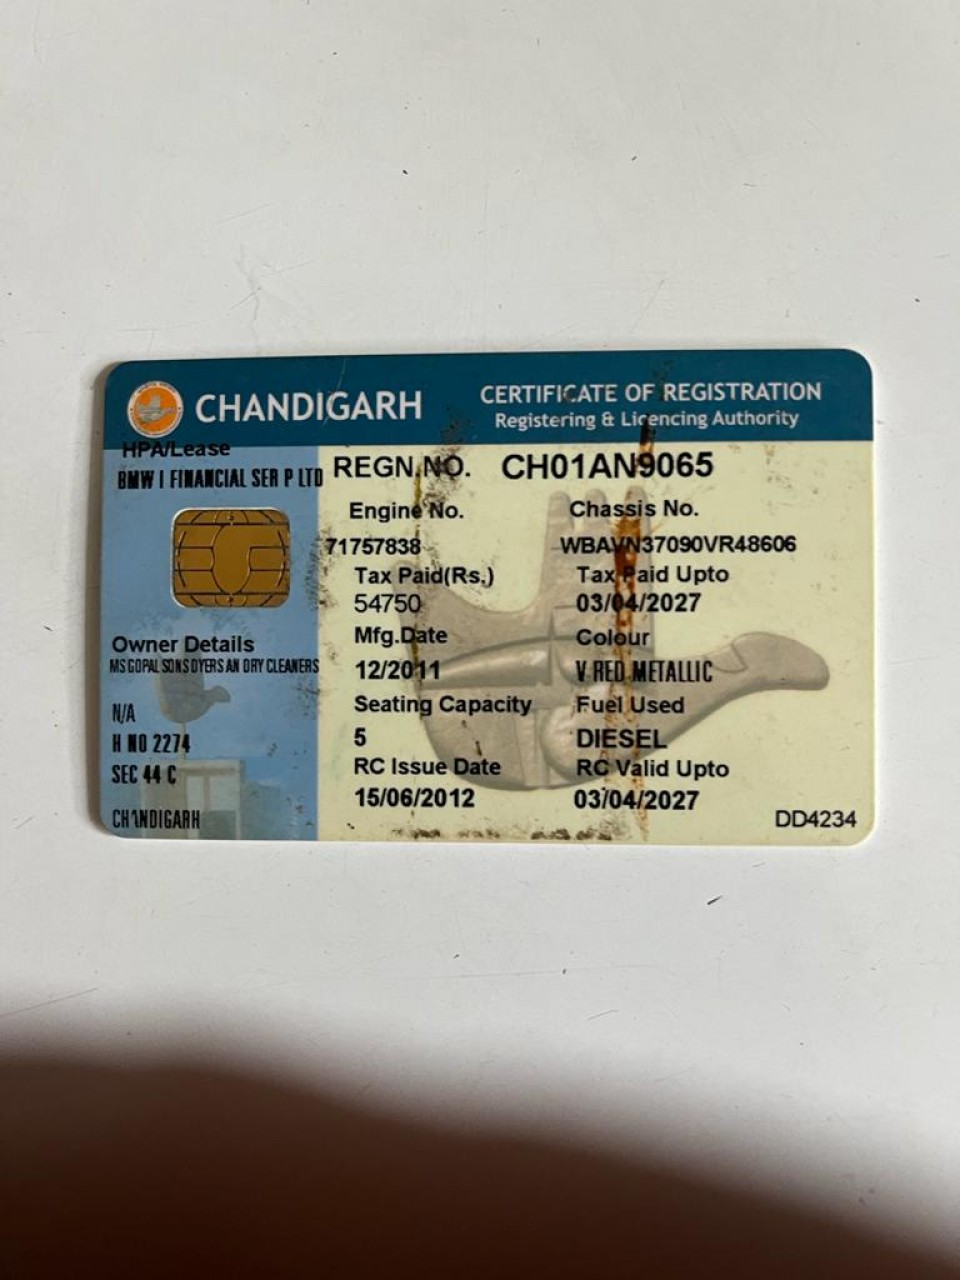 CHANDIGARH
CERTIFICATE OF REGISTRATION
Registering & Licencing Authority
HPA/Lease
BMW I FINANCIAL SER P LTD
REGN.NO. CH01AN9065
Engine No. Chassis No.
71757838 WBAVN37090VR48606
Tax Paid(Rs.) Tax Paid Upto
54750 03/04/2027
Owner Details
MS GOPAL SONS DYERS AN DRY CLEANERS
Mfg.Date Colour
12/2011 V RED METALLIC
Seating Capacity Fuel Used
N/A
H NO 2274
5 DIESEL
SEC 44 C
RC Issue Date RC Valid Upto
15/06/2012 03/04/2027
CHANDIGARH
DD4234